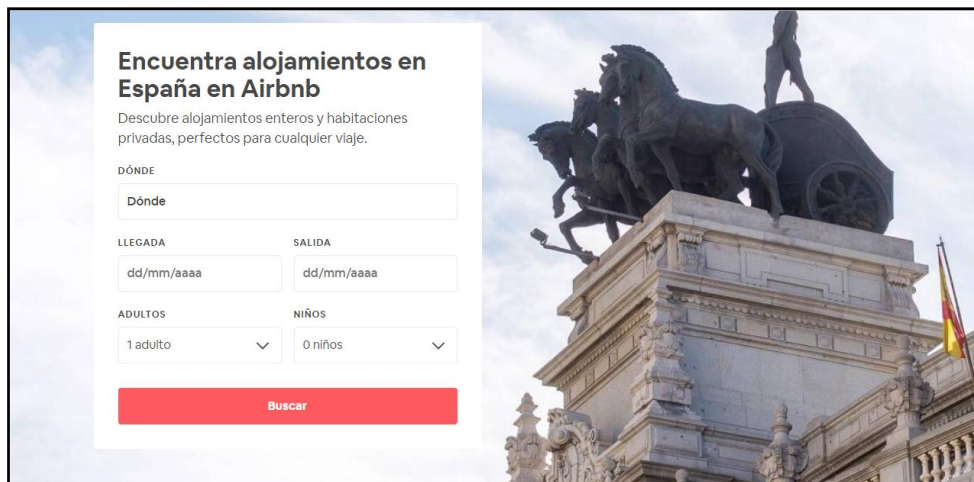 Encuentra alojamientos en
España en Airbnb
Descubre alojamientos enteros y habitaciones
privadas, perfectos para cualquier viaje.
DÓNDE
Dónde
LLEGADA SALIDA
dd/mm/aaaa dd/mm/aaaa
ADULTOS NIÑOS
1 adulto 0 niños
Buscar